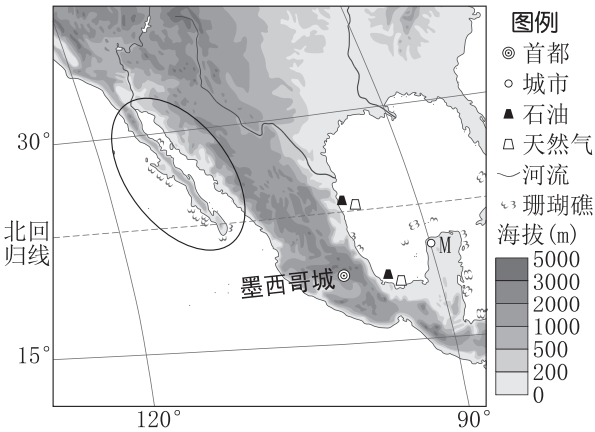 图例
首都
城市
石油
天然气
河流
珊瑚礁
海拔(m)
5000
3000
2000
1000
500
200
0
30°
北回
归线
15°
墨西哥城
M
120°
90°